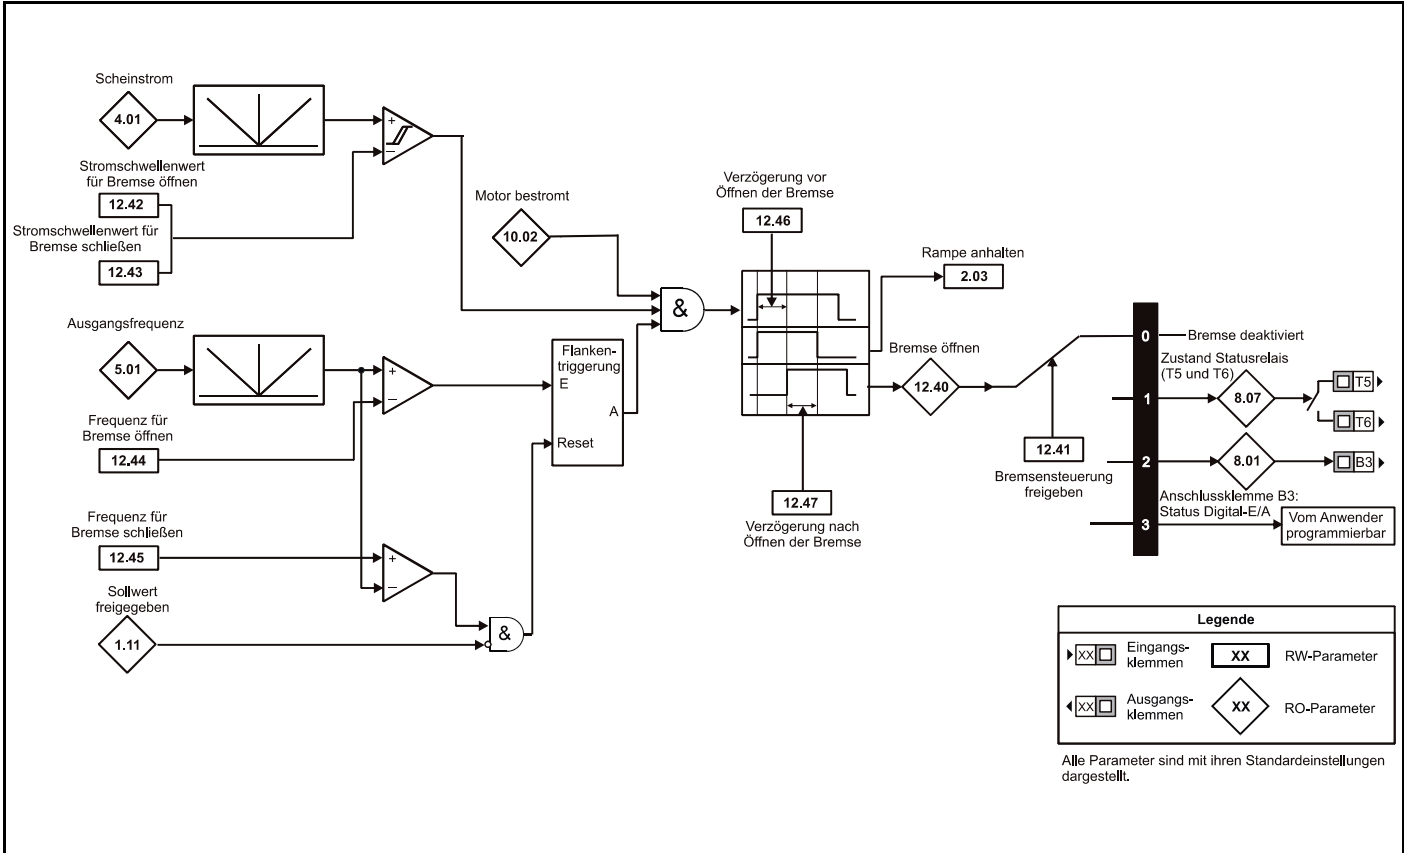 Scheinstrom
4.01
+
–
Stromschwellenwert
für Bremse öffnen
12.42
Stromschwellenwert für
Bremse schließen
12.43
Motor bestromt
10.02
Verzögerung vor
Öffnen der Bremse
12.46
Rampe anhalten
2.03
&
Ausgangsfrequenz
5.01
+
–
Frequenz für
Bremse öffnen
12.44
Flanken-
triggerung
E
A
Reset
Bremse öffnen
12.40
12.47
Verzögerung nach
Öffnen der Bremse
12.41
Bremsensteuerung
freigeben
0
Bremse deaktiviert
Zustand Statusrelais
(T5 und T6)
1
8.07
T5
T6
2
8.01
B3
Anschlussklemme B3:
Status Digital-E/A
3
Vom Anwender
programmierbar
Frequenz für
Bremse schließen
12.45
+
–
Sollwert
freigegeben
1.11
&
Legende
XX
Eingangs-
klemmen
XX
RW-Parameter
XX
Ausgangs-
klemmen
XX
RO-Parameter
Alle Parameter sind mit ihren Standardeinstellungen
dargestellt.